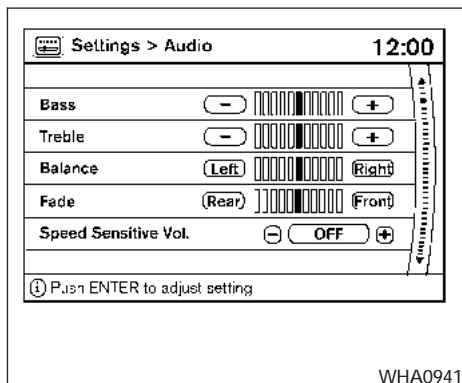 Settings > Audio 12:00
Bass − +
Treble − +
Balance Left Right
Fade Rear Front
Speed Sensitive Vol. − OFF +
i Push ENTER to adjust setting
WHA0941